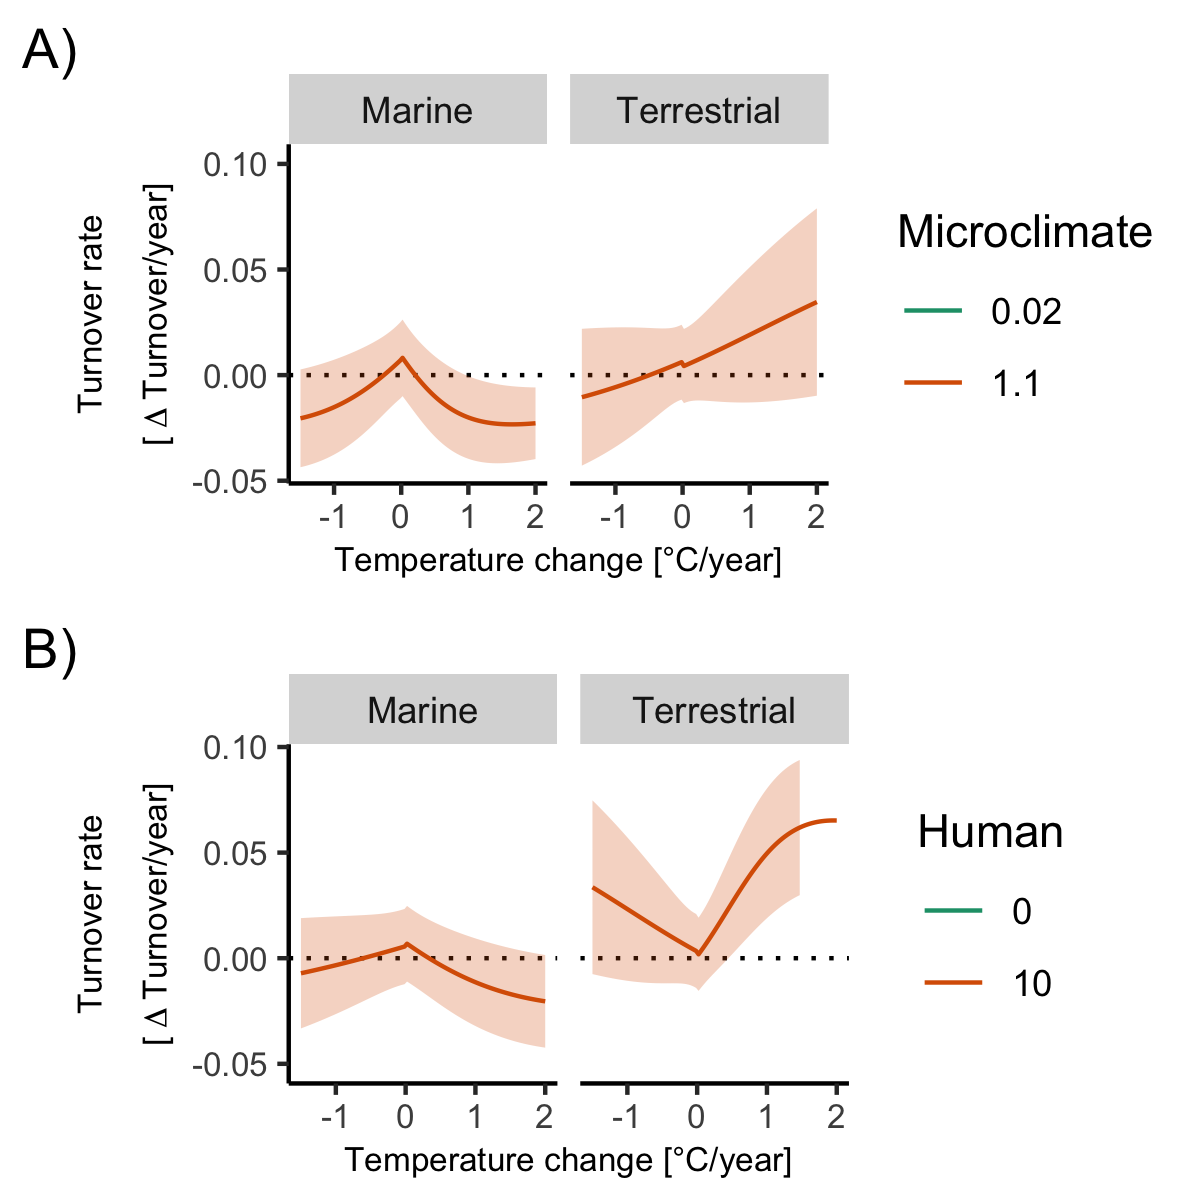 A)
Marine
Terrestrial
0.10
0.05
0.00
-0.05
Turnover rate
[ Δ Turnover/year]
-1 0 1 2
-1 0 1 2
Temperature change [°C/year]
Microclimate
0.02
1.1
B)
Marine
Terrestrial
0.10
0.05
0.00
-0.05
Turnover rate
[ Δ Turnover/year]
-1 0 1 2
-1 0 1 2
Temperature change [°C/year]
Human
0
10